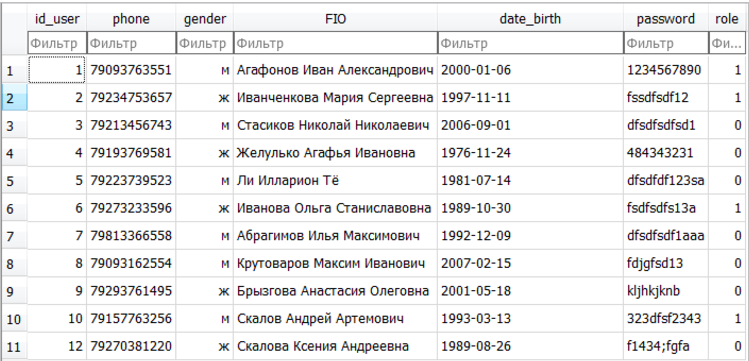 id_user phone gender FIO date_birth password role
Фильтр Фильтр Фильтр Фильтр Фильтр Фильтр Фи...
1 1 79093763551 м Агафонов Иван Александрович 2000-01-06 1234567890 1
2 2 79234753657 ж Иванченкова Мария Сергеевна 1997-11-11 fssdfsdf12 1
3 3 79213456743 м Стасиков Николай Николаевич 2006-09-01 dfsdfsdfsd1 0
4 4 79193769581 ж Желулько Агафья Ивановна 1976-11-24 484343231 0
5 5 79223739523 м Ли Илларион Тё 1981-07-14 dfsdfdf123sa 0
6 6 79273233596 ж Иванова Ольга Станиславовна 1989-10-30 fsdfsdfs13a 1
7 7 79813366558 м Абрагимов Илья Максимович 1992-12-09 dfsdfsdf1aaa 0
8 8 79093162554 м Крутоваров Максим Иванович 2007-02-15 fdjgfsd13 0
9 9 79293761495 ж Брызгова Анастасия Олеговна 2001-05-18 kljhkjknb 0
10 10 79157763256 м Скалов Андрей Артемович 1993-03-13 323dfsf2343 1
11 12 79270381220 ж Скалова Ксения Андреевна 1989-08-26 f1434;fgfa 0